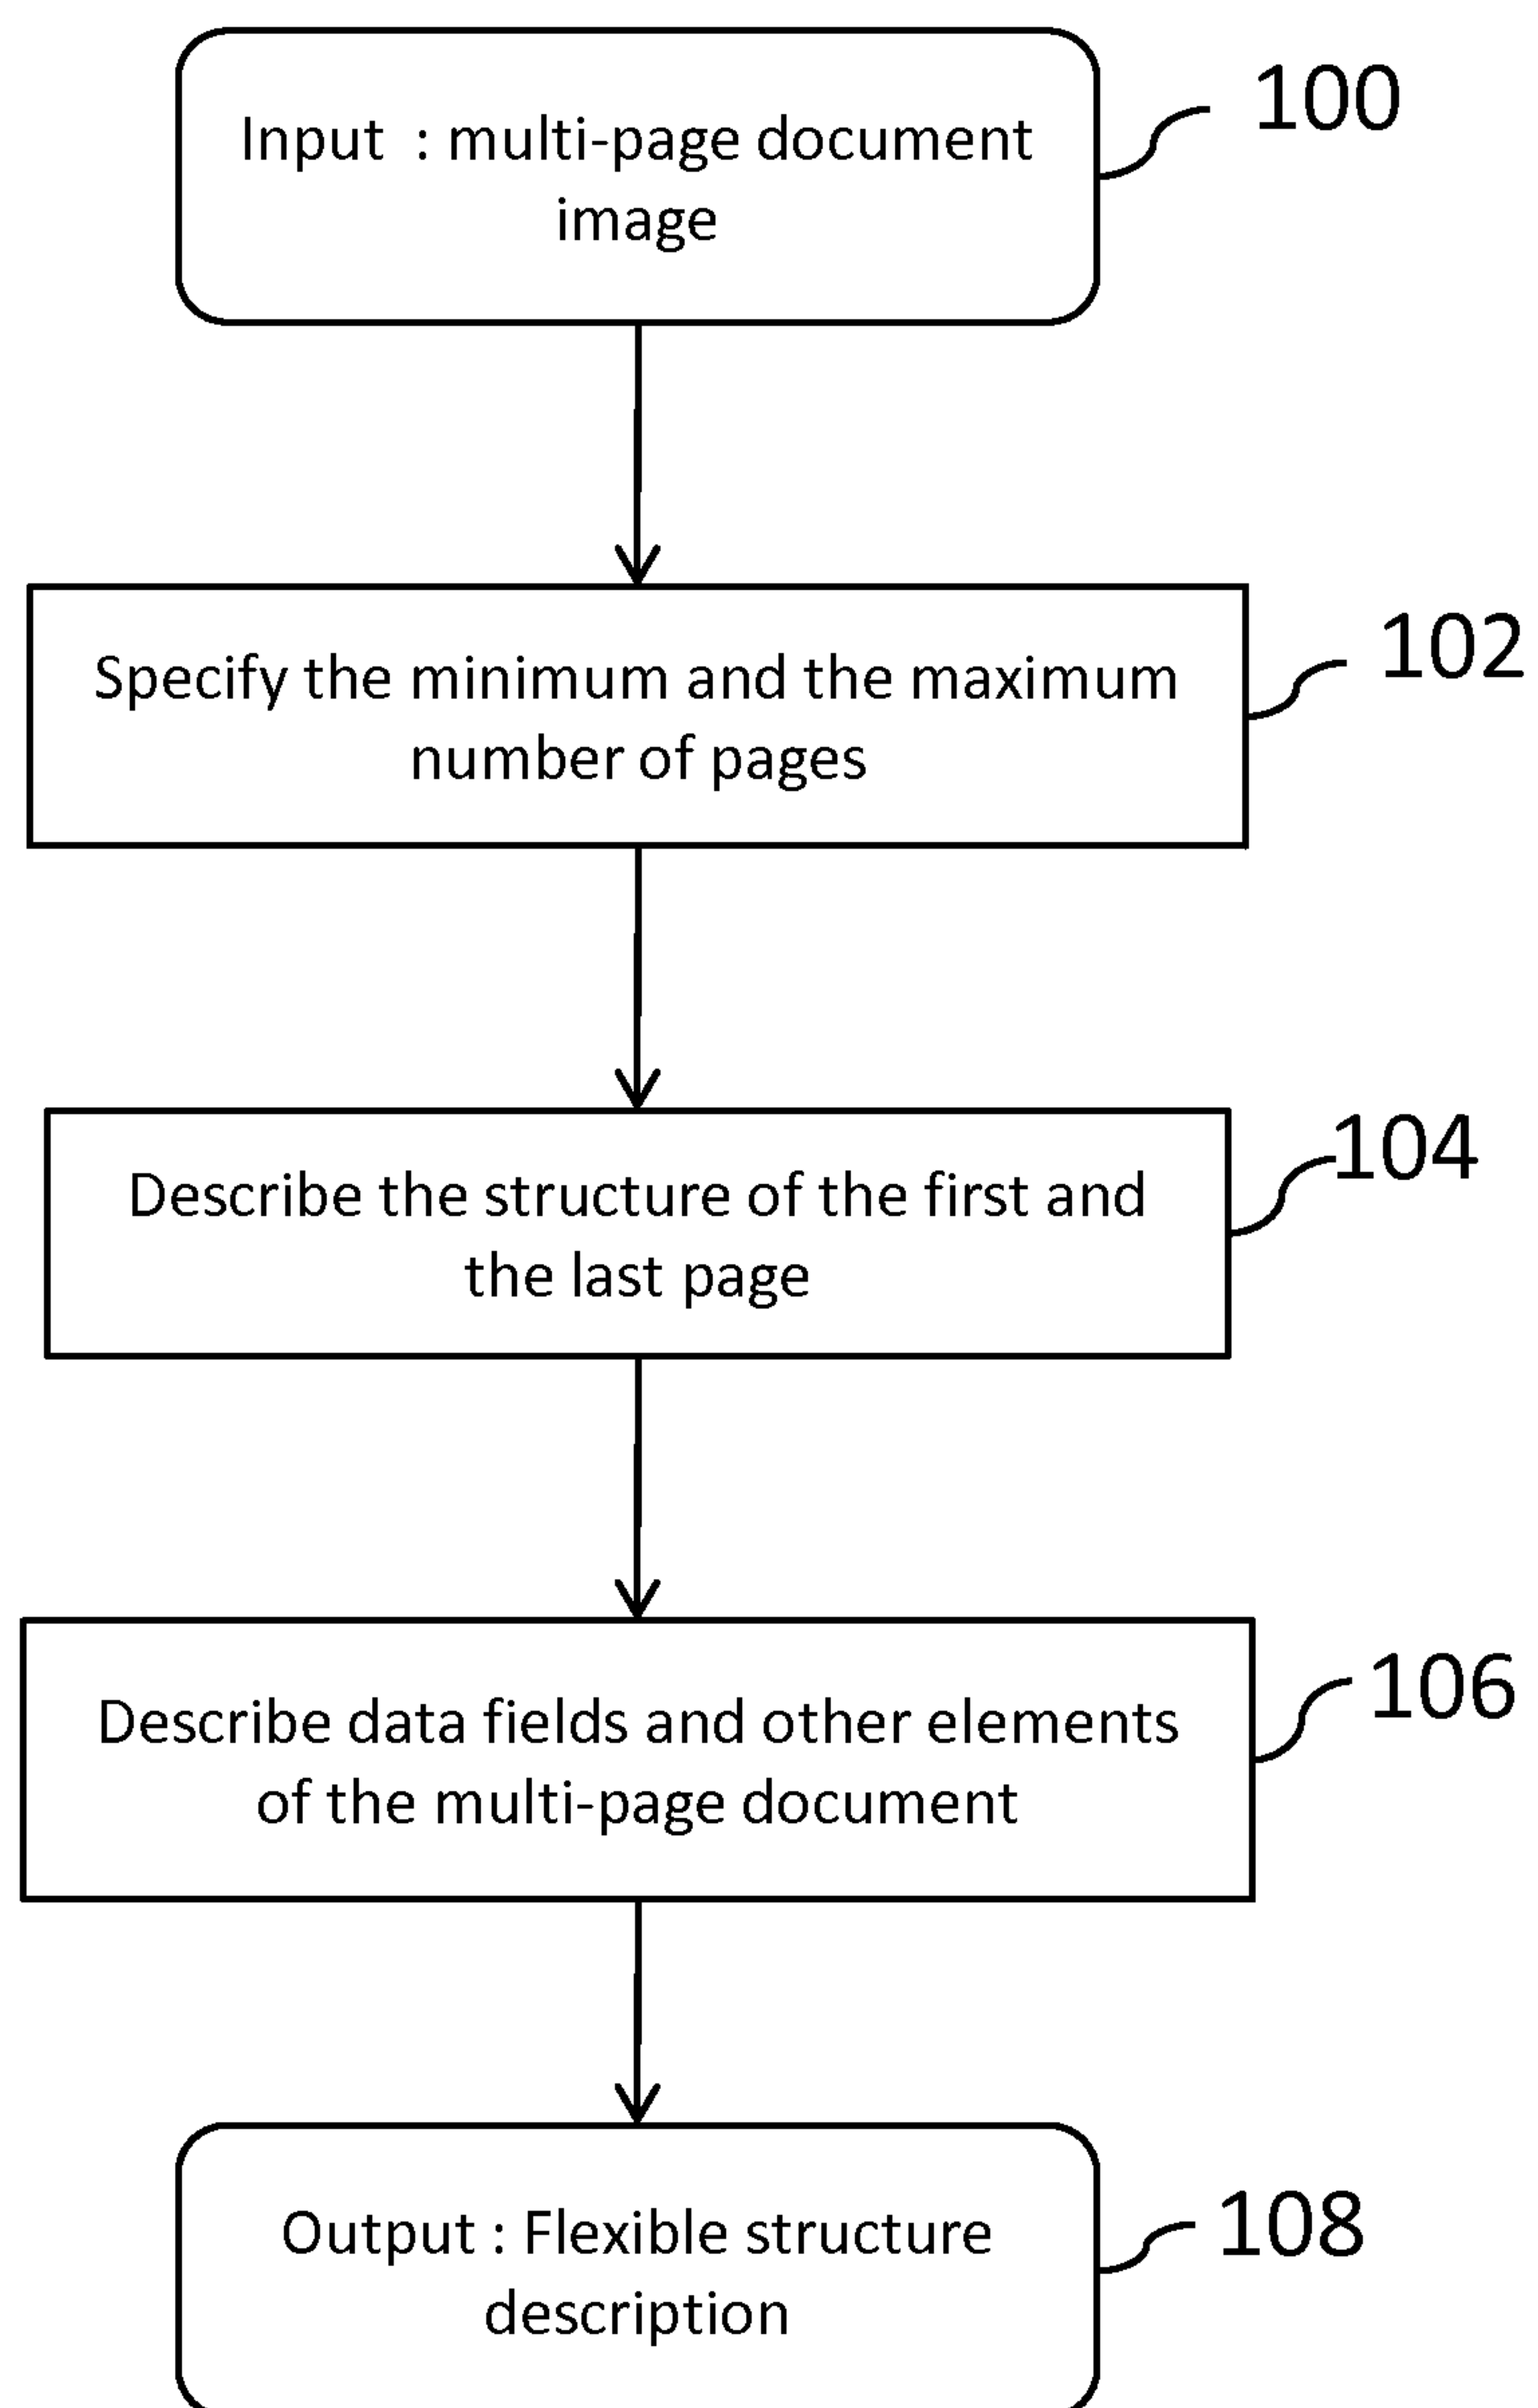 Input : multi-page document
image
100
Specify the minimum and the maximum
number of pages
102
Describe the structure of the first and
the last page
104
Describe data fields and other elements
of the multi-page document
106
Output : Flexible structure
description
108